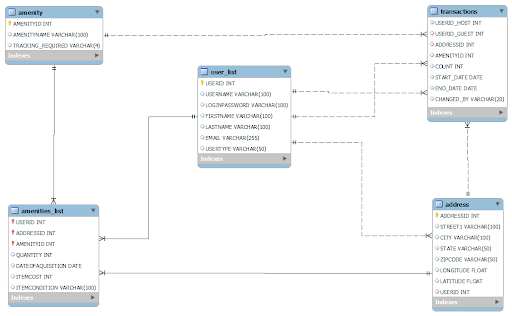 amenity
AMENITYID INT
AMENITYNAME VARCHAR(100)
TRACKING_REQUIRED VARCHAR(4)
Indexes
transactions
USERID_HOST INT
USERID_GUEST INT
ADDRESSID INT
AMENITYID INT
COUNT INT
START_DATE DATE
END_DATE DATE
CHANGED_BY VARCHAR(20)
Indexes
user_list
USERID INT
USERNAME VARCHAR(100)
LOGINPASSWORD VARCHAR(100)
FIRSTNAME VARCHAR(100)
LASTNAME VARCHAR(100)
EMAIL VARCHAR(255)
USERTYPE VARCHAR(50)
Indexes
amenities_list
USERID INT
ADDRESSID INT
AMENITYID INT
QUANTITY INT
DATEOFAQUISITION DATE
ITEMCOST INT
ITEMCONDITION VARCHAR(100)
Indexes
address
ADDRESSID INT
STREET1 VARCHAR(100)
CITY VARCHAR(100)
STATE VARCHAR(50)
ZIPCODE VARCHAR(50)
LONGITUDE FLOAT
LATITUDE FLOAT
USERID INT
Indexes